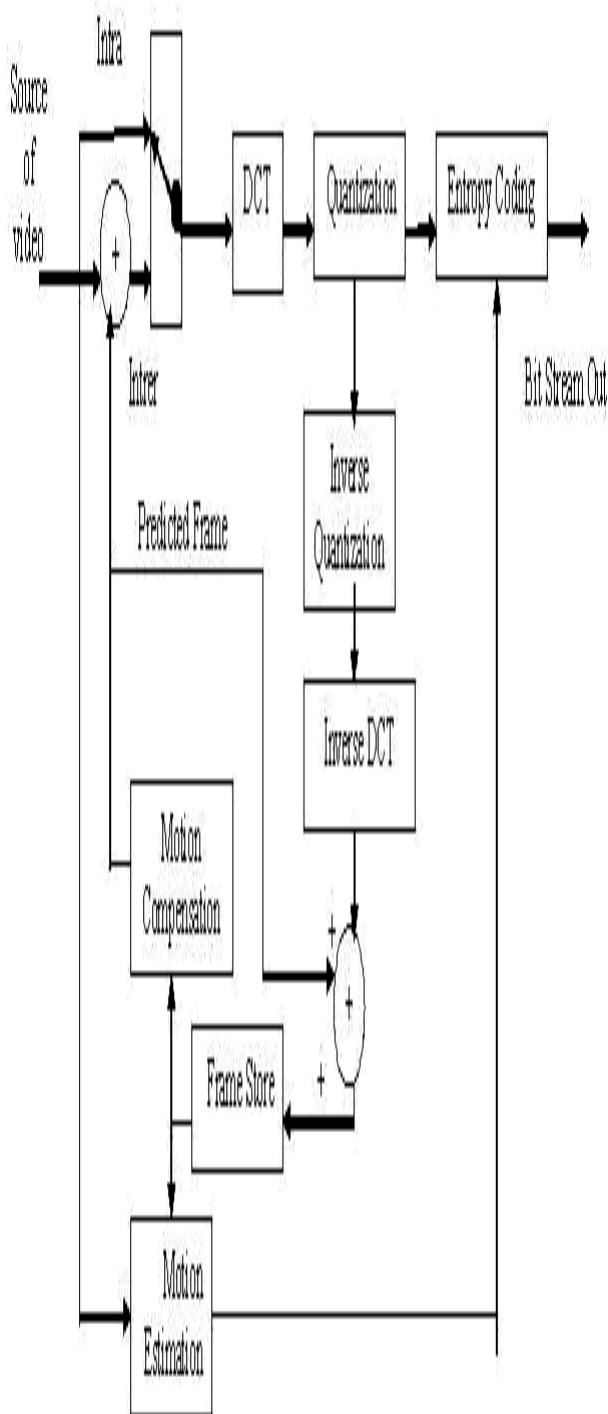 Intra
Source
of
video
+
DCT
Quantization
Entropy Coding
Intrer
Bit Stream Out
Inverse
Quantization
Predicted Frame
Inverse DCT
Motion
Compensation
+
+
+
Frame Store
Motion
Estimation